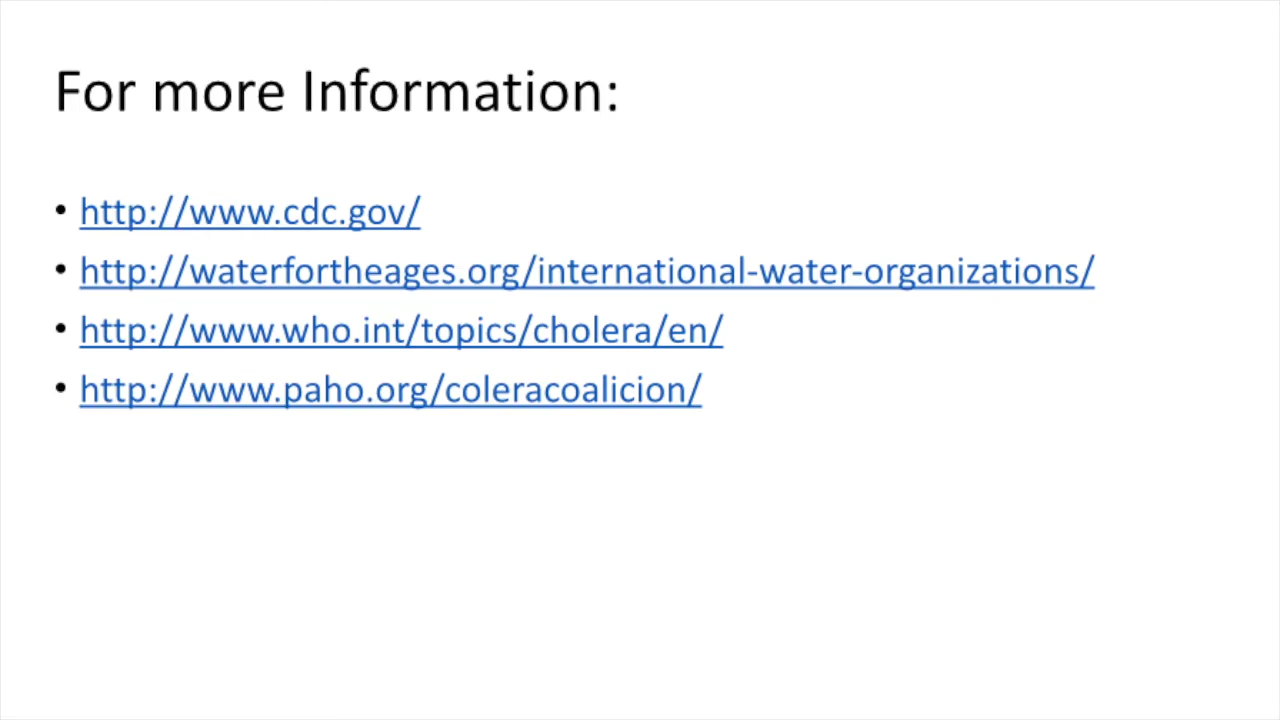 For more Information:
• http://www.cdc.gov/
• http://waterfortheages.org/international-water-organizations/
• http://www.who.int/topics/cholera/en/
• http://www.paho.org/coleracoalicion/